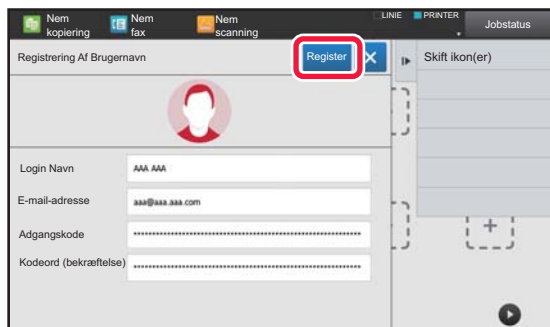 Nem kopiering
Nem fax
Nem scanning
LINIE
PRINTER
Jobstatus
Registrering Af Brugernavn
Register
Skift ikon(er)
Login Navn
AAA AAA
E-mail-adresse
aaa@aaa.aaa.com
Adgangskode
Kodeord (bekræftelse)